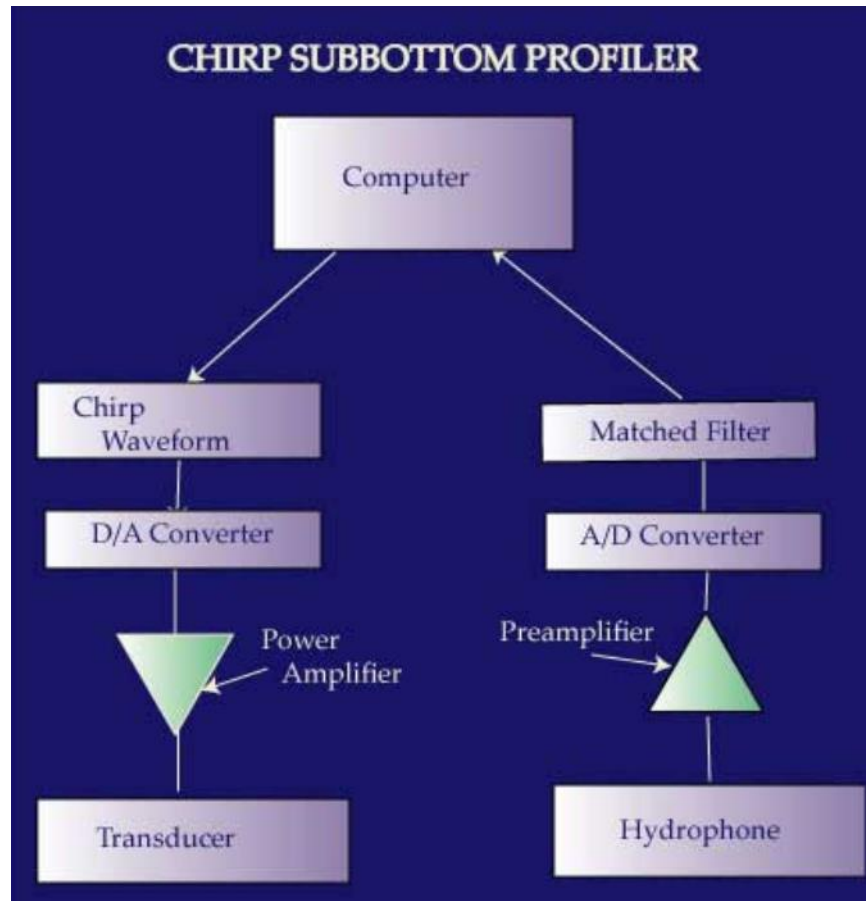 CHIRP SUBBOTTOM PROFILER
Computer
Chirp
Waveform
D/A Converter
Power
Amplifier
Transducer
Matched Filter
A/D Converter
Preamplifier
Hydrophone